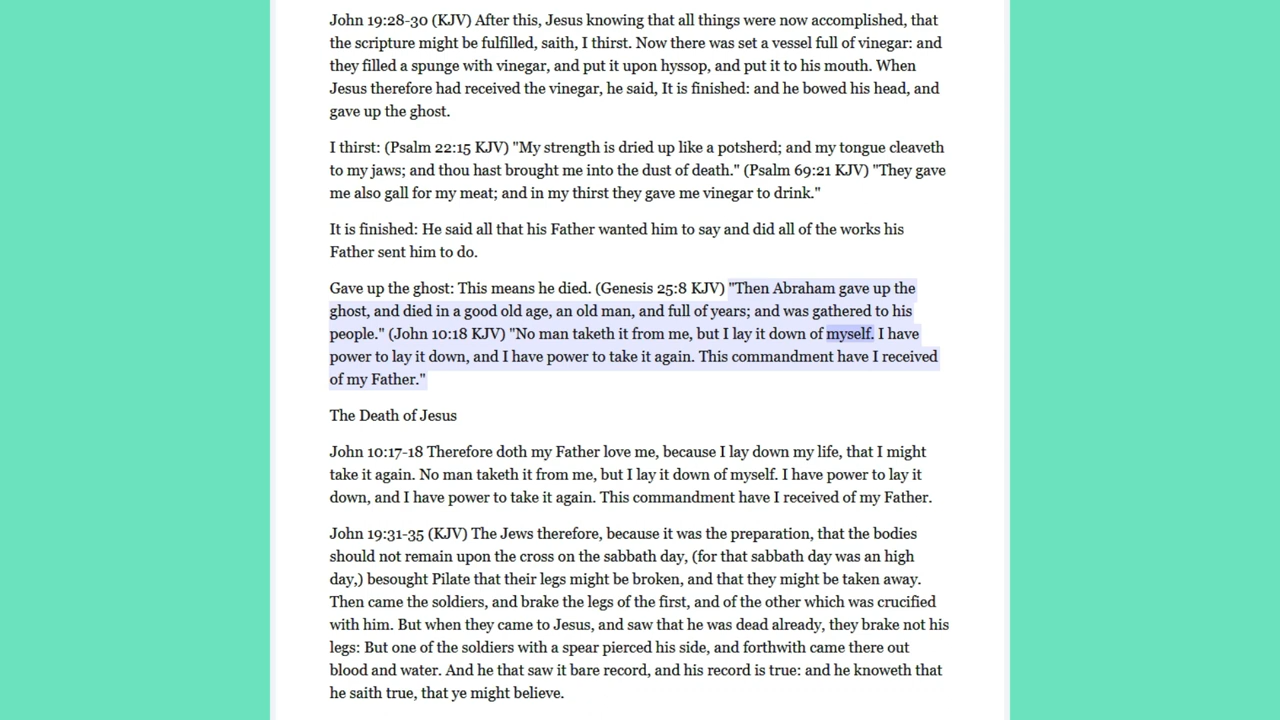 John 19:28-30 (KJV) After this, Jesus knowing that all things were now accomplished, that
the scripture might be fulfilled, saith, I thirst. Now there was set a vessel full of vinegar: and
they filled a spunge with vinegar, and put it upon hyssop, and put it to his mouth. When
Jesus therefore had received the vinegar, he said, It is finished: and he bowed his head, and
gave up the ghost.
I thirst: (Psalm 22:15 KJV) "My strength is dried up like a potsherd; and my tongue cleaveth
to my jaws; and thou hast brought me into the dust of death." (Psalm 69:21 KJV) "They gave
me also gall for my meat; and in my thirst they gave me vinegar to drink."
It is finished: He said all that his Father wanted him to say and did all of the works his
Father sent him to do.
Gave up the ghost: This means he died. (Genesis 25:8 KJV) "Then Abraham gave up the
ghost, and died in a good old age, an old man, and full of years; and was gathered to his
people." (John 10:18 KJV) "No man taketh it from me, but I lay it down of myself. I have
power to lay it down, and I have power to take it again. This commandment have I received
of my Father."
The Death of Jesus
John 10:17-18 Therefore doth my Father love me, because I lay down my life, that I might
take it again. No man taketh it from me, but I lay it down of myself. I have power to lay it
down, and I have power to take it again. This commandment have I received of my Father.
John 19:31-35 (KJV) The Jews therefore, because it was the preparation, that the bodies
should not remain upon the cross on the sabbath day, (for that sabbath day was an high
day,) besought Pilate that their legs might be broken, and that they might be taken away.
Then came the soldiers, and brake the legs of the first, and of the other which was crucified
with him. But when they came to Jesus, and saw that he was dead already, they brake not his
legs: But one of the soldiers with a spear pierced his side, and forthwith came there out
blood and water. And he that saw it bare record, and his record is true: and he knoweth that
he saith true, that ye might believe.